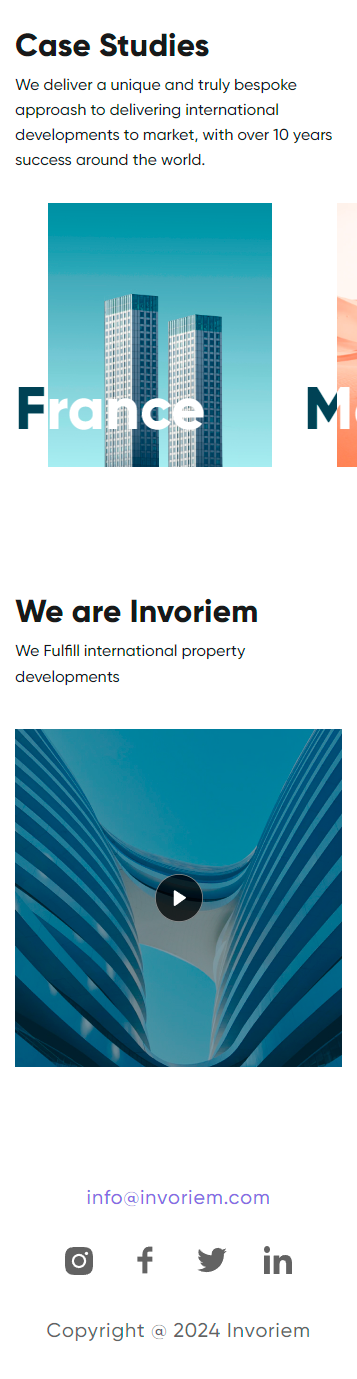 Case Studies
We deliver a unique and truly bespoke
approash to delivering international
developments to market, with over 10 years
success around the world.
France
We are Invoriem
We Fulfill international property
developments
info@invoriem.com
Copyright @ 2024 Invoriem